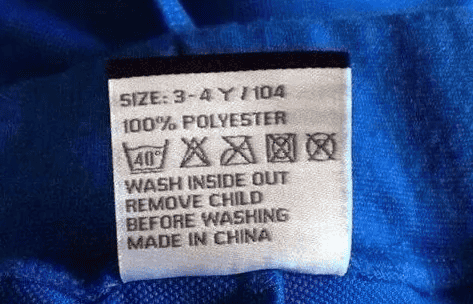 SIZE: 3-4 Y / 104
100% POLYESTER
40°
WASH INSIDE OUT
REMOVE CHILD
BEFORE WASHING
MADE IN CHINA